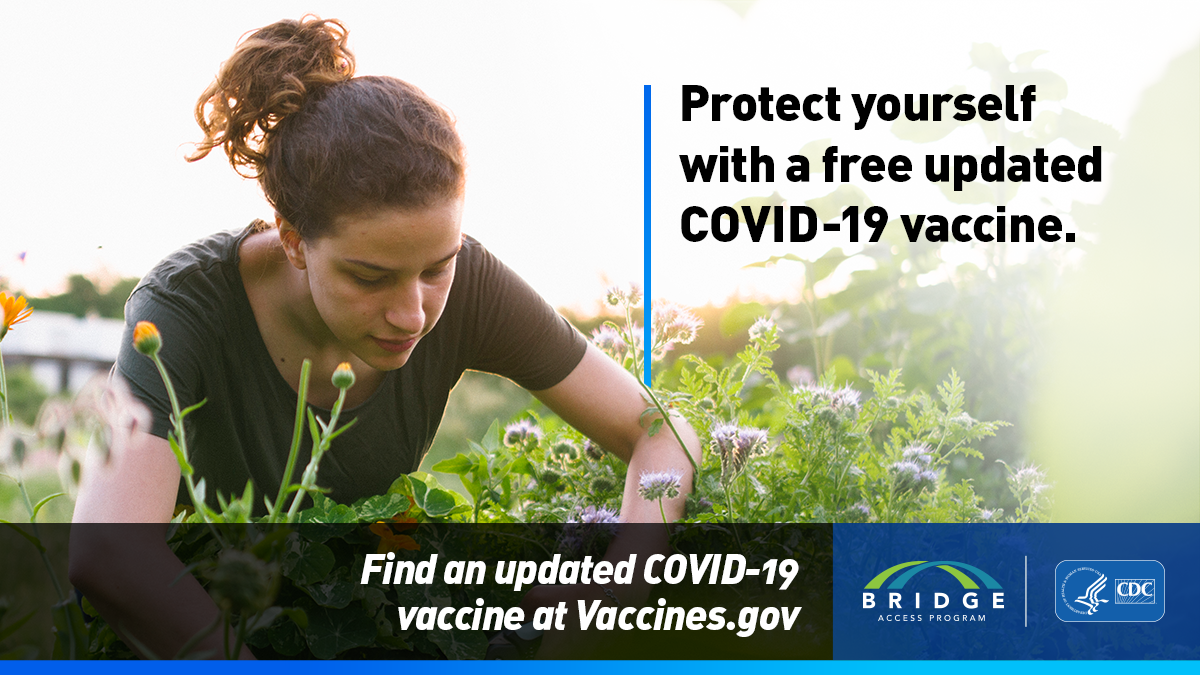 Protect yourself
with a free updated
COVID-19 vaccine.
Find an updated COVID-19
vaccine at Vaccines.gov
BRIDGE
ACCESS PROGRAM
CDC